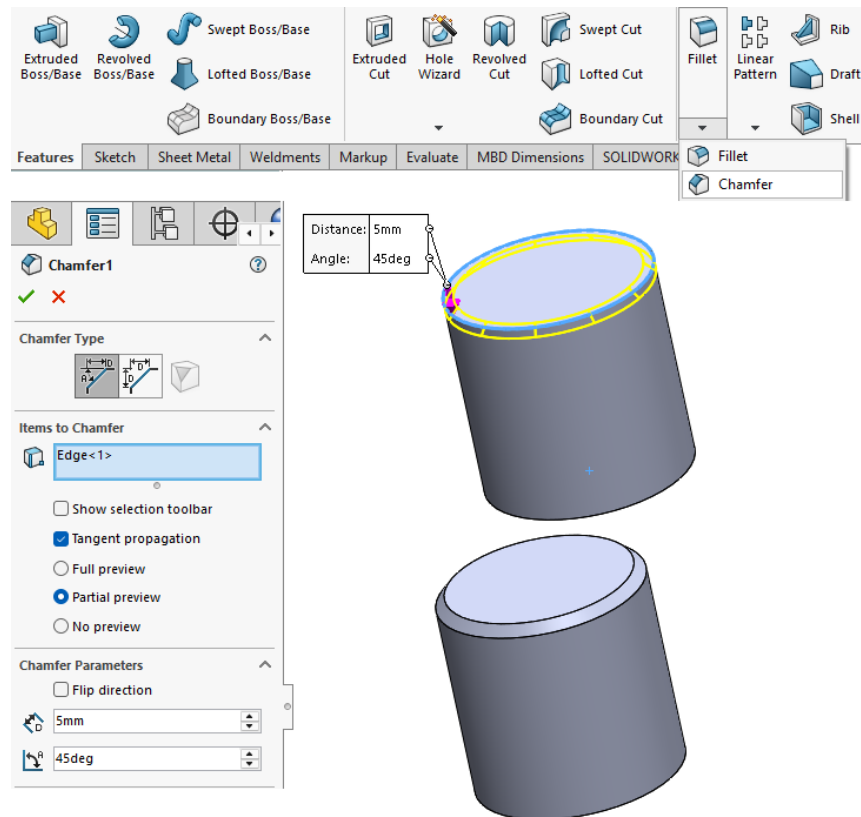 Extruded Boss/Base
Revolved Boss/Base
Swept Boss/Base
Lofted Boss/Base
Boundary Boss/Base
Extruded Cut
Hole Wizard
Revolved Cut
Swept Cut
Lofted Cut
Boundary Cut
Fillet
Linear Pattern
Rib
Draft
Shell
Features
Sketch
Sheet Metal
Weldments
Markup
Evaluate
MBD Dimensions
SOLIDWORK
Fillet
Chamfer
Chamfer1
Chamfer Type
Items to Chamfer
Edge<1>
Show selection toolbar
Tangent propagation
Full preview
Partial preview
No preview
Chamfer Parameters
Flip direction
D
5mm
A
45deg
Distance: 5mm
Angle: 45deg